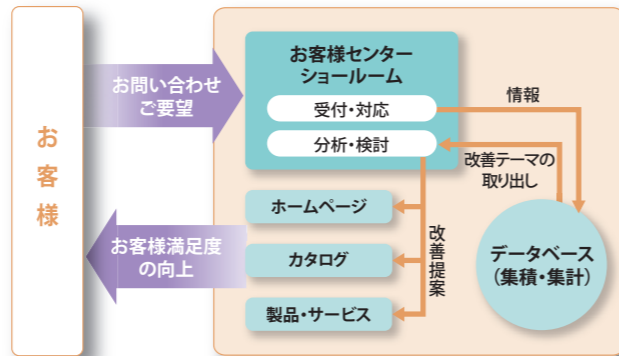 お客様
お問い合わせ
ご要望
お客様センター
ショールーム
受付・対応
分析・検討
情報
改善テーマの
取り出し
ホームページ
カタログ
製品・サービス
改善提案
データベース
(集積・集計)
お客様満足度
の向上